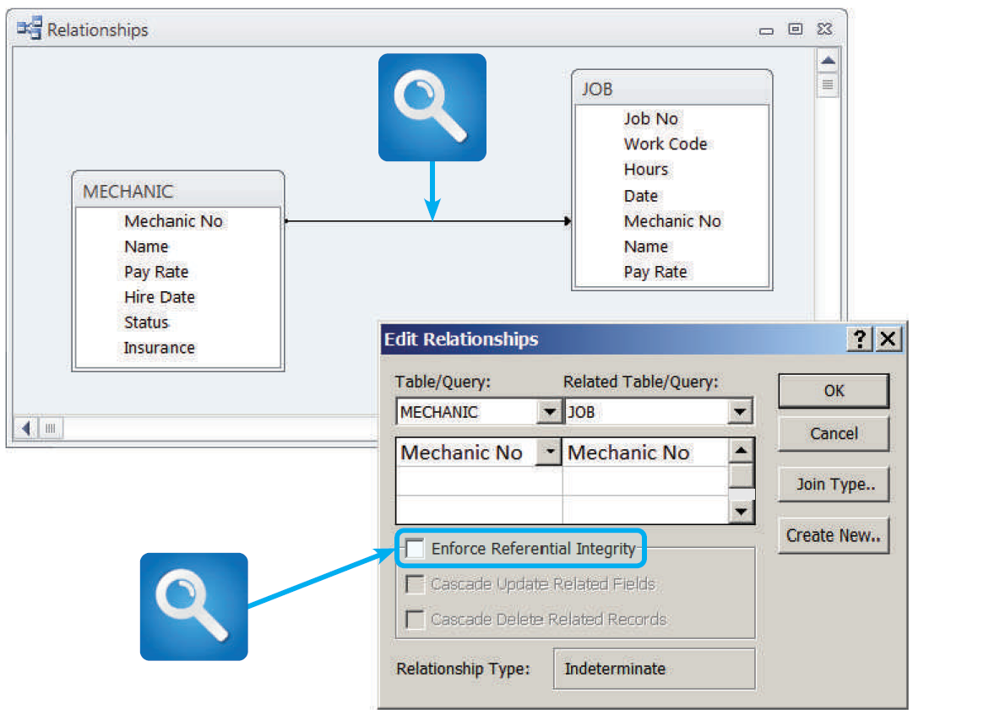 Relationships
JOB
Job No
Work Code
Hours
Date
Mechanic No
Name
Pay Rate
MECHANIC
Mechanic No
Name
Pay Rate
Hire Date
Status
Insurance
Edit Relationships
Table/Query: Related Table/Query:
MECHANIC JOB
Mechanic No Mechanic No
Enforce Referential Integrity
Cascade Update Related Fields
Cascade Delete Related Records
Relationship Type: Indeterminate
OK
Cancel
Join Type..
Create New..